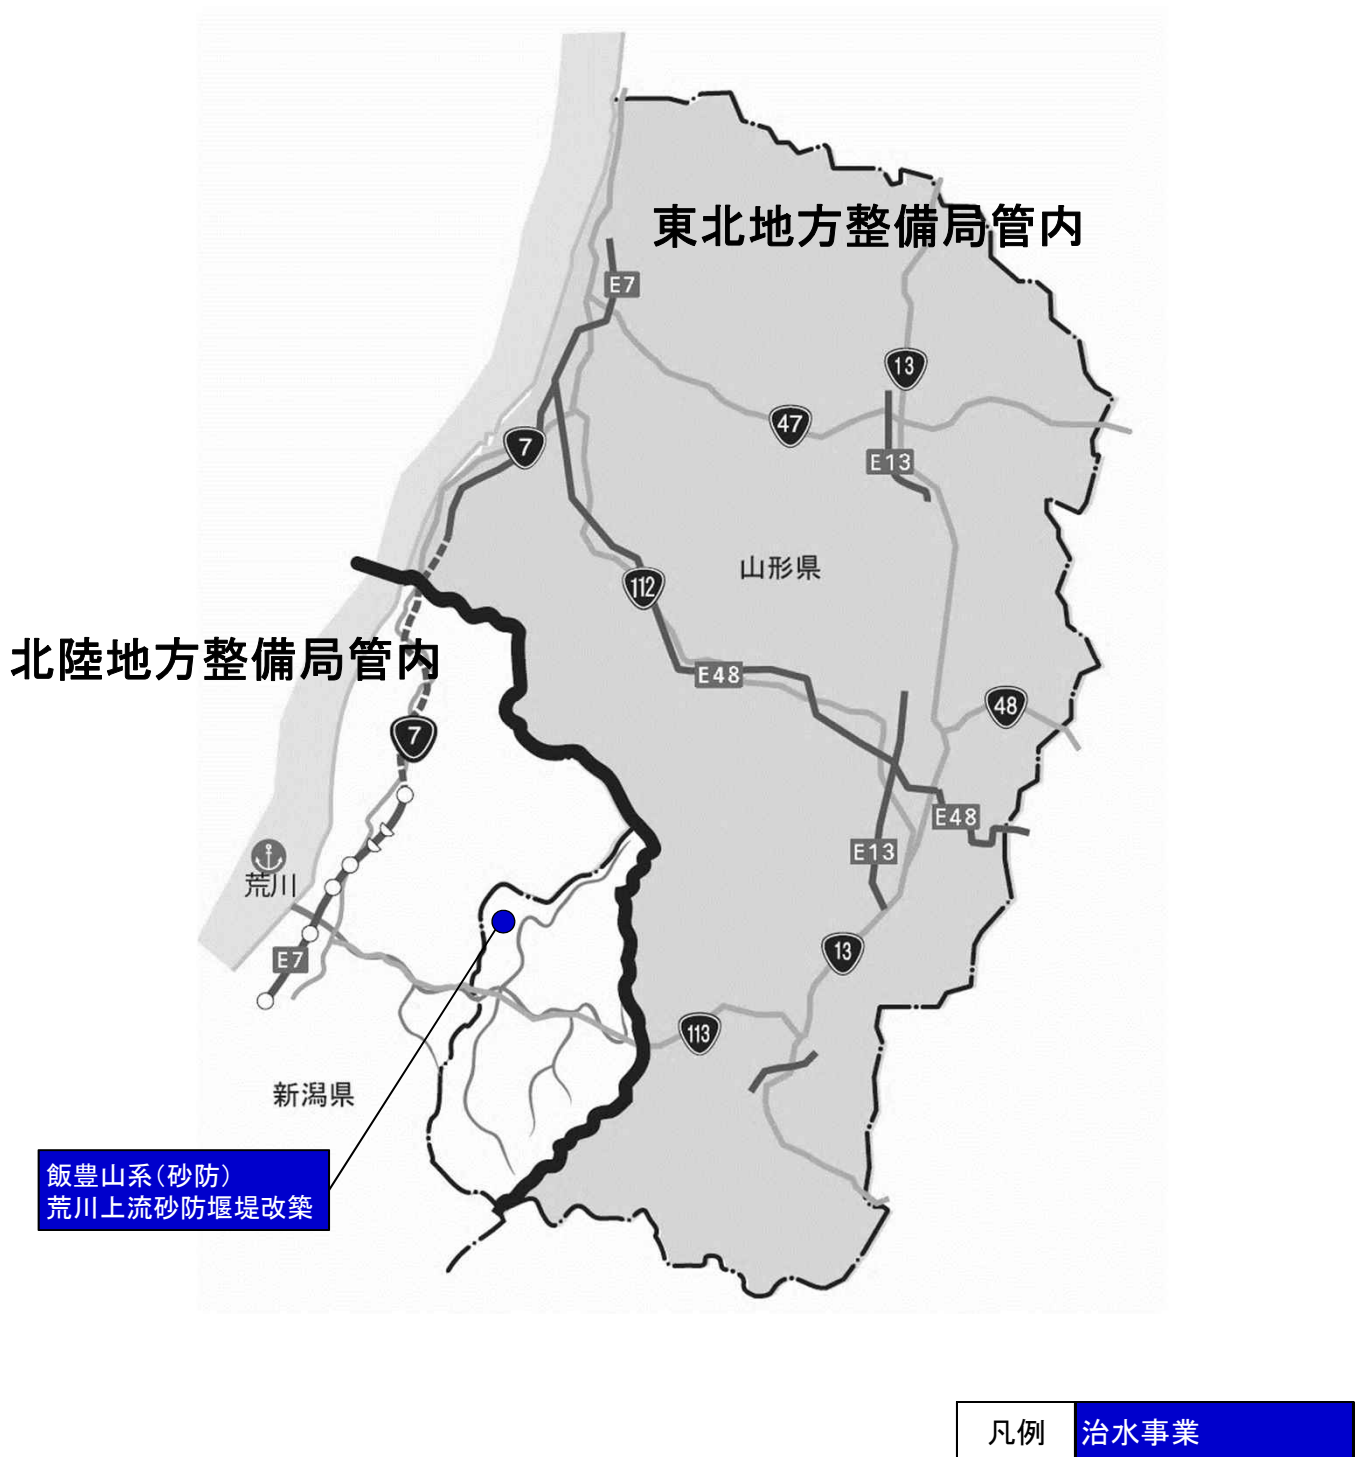 東北地方整備局管内
E7
13
47
7
E13
山形県
112
北陸地方整備局管内
E48
48
7
E48
E13
荒川
13
E7
113
新潟県
飯豊山系（砂防）
荒川上流砂防堰堤改築
凡例 治水事業